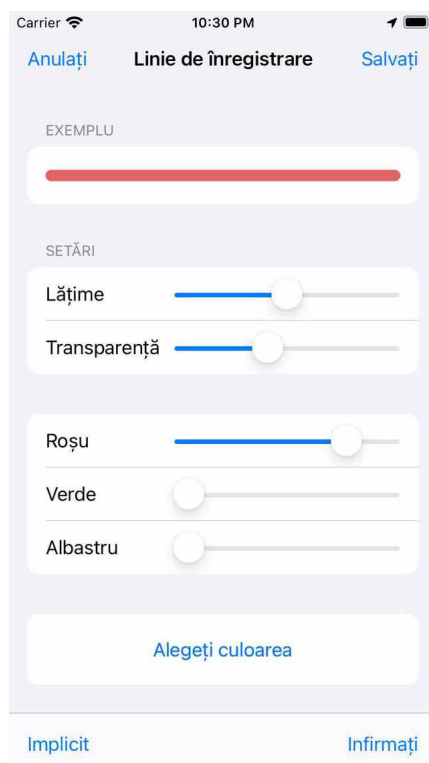 Carrier 10:30 PM
Anulați Linie de înregistrare Salvați
EXEMPLU
SETĂRI
Lățime
Transparență
Roșu
Verde
Albastru
Alegeți culoarea
Implicit Infirmați